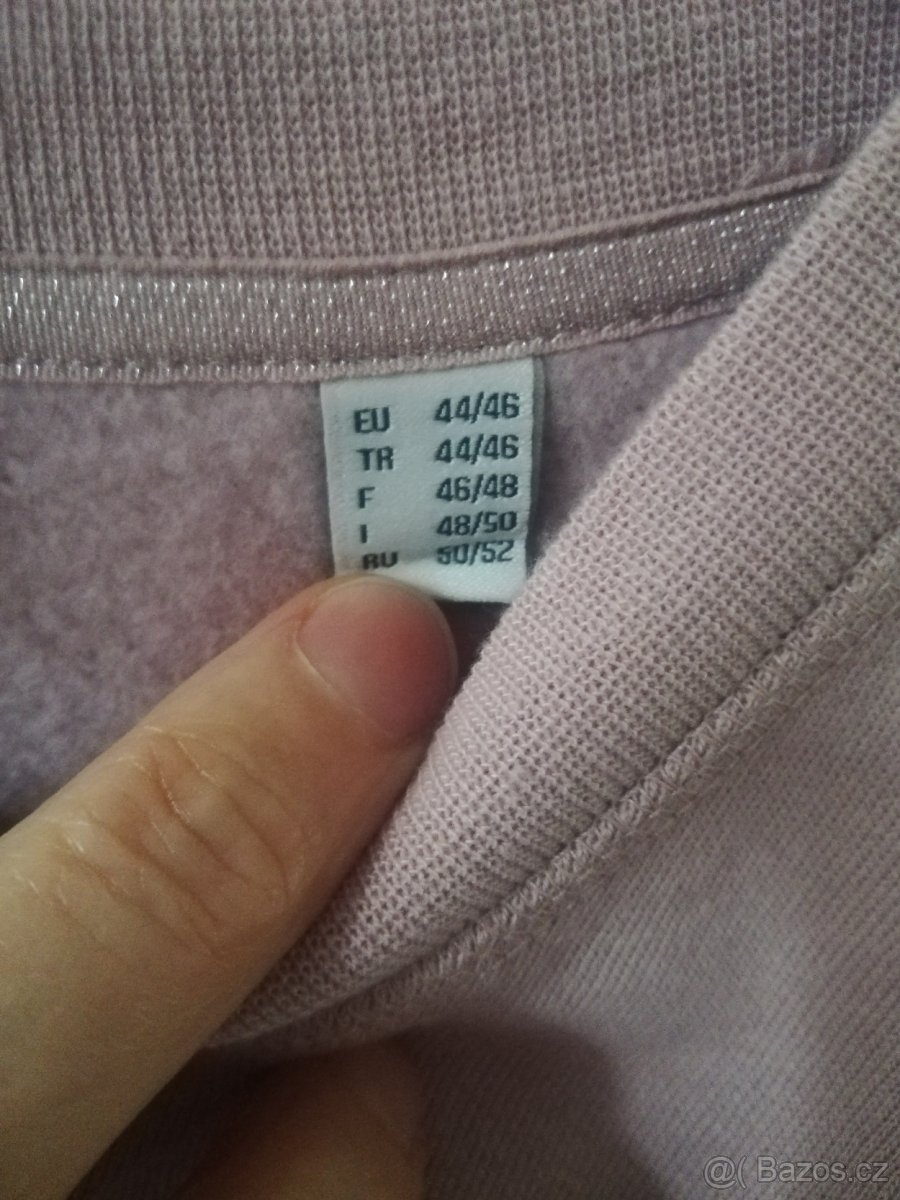 EU 44/46
TR 44/46
F 46/48
I 48/50
RU 50/52
@( Bazos.cz